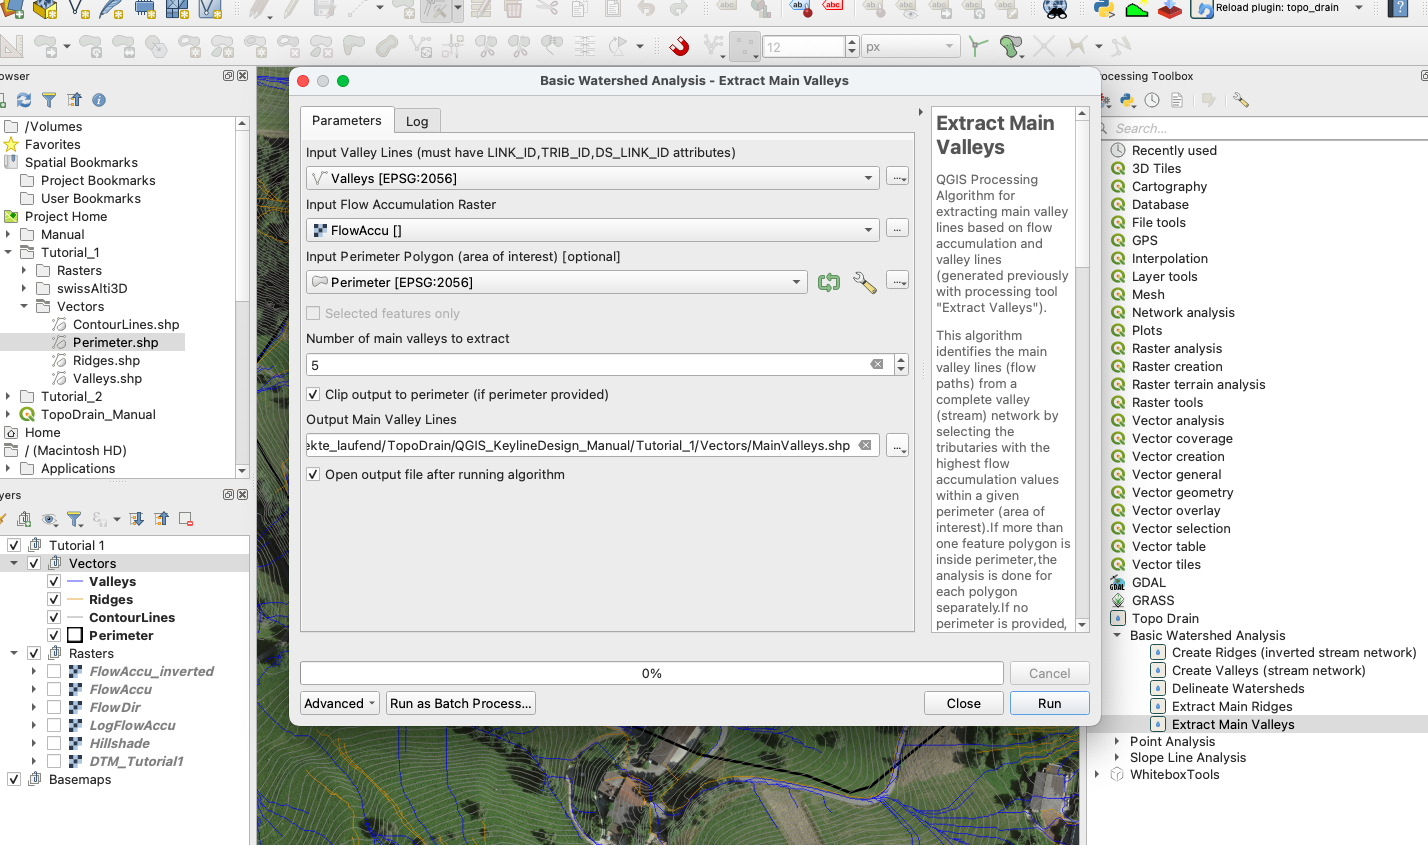 abc
abc
abc
Reload plugin: topo_drain
12
px
owser
/Volumes
Favorites
Spatial Bookmarks
Project Bookmarks
User Bookmarks
Project Home
Manual
Tutorial_1
Rasters
swissAlti3D
Vectors
ContourLines.shp
Perimeter.shp
Ridges.shp
Valleys.shp
Tutorial_2
TopoDrain_Manual
Home
/ (Macintosh HD)
Applications
yers
Tutorial 1
Vectors
Valleys
Ridges
ContourLines
Perimeter
Rasters
FlowAccu_inverted
FlowAccu
FlowDir
LogFlowAccu
Hillshade
DTM_Tutorial1
Basemaps
Basic Watershed Analysis - Extract Main Valleys
Parameters
Log
Input Valley Lines (must have LINK_ID,TRIB_ID,DS_LINK_ID attributes)
Valleys [EPSG:2056]
...
Input Flow Accumulation Raster
FlowAccu []
...
Input Perimeter Polygon (area of interest) [optional]
Perimeter [EPSG:2056]
...
Selected features only
Number of main valleys to extract
5
Clip output to perimeter (if perimeter provided)
Output Main Valley Lines
ekte_laufend/TopoDrain/QGIS_KeylineDesign_Manual/Tutorial_1/Vectors/MainValleys.shp
...
Open output file after running algorithm
Extract Main
Valleys
QGIS Processing
Algorithm for
extracting main valley
lines based on flow
accumulation and
valley lines
(generated previously
with processing tool
"Extract Valleys").
This algorithm
identifies the main
valley lines (flow
paths) from a
complete valley
(stream) network by
selecting the
tributaries with the
highest flow
accumulation values
within a given
perimeter (area of
interest).If more than
one feature polygon is
inside perimeter,the
analysis is done for
each polygon
separately.If no
perimeter is provided,
0%
Cancel
Advanced
Run as Batch Process...
Close
Run
ocessing Toolbox
Search...
Recently used
3D Tiles
Cartography
Database
File tools
GPS
Interpolation
Layer tools
Mesh
Network analysis
Plots
Raster analysis
Raster creation
Raster terrain analysis
Raster tools
Vector analysis
Vector coverage
Vector creation
Vector general
Vector geometry
Vector overlay
Vector selection
Vector table
Vector tiles
GDAL
GRASS
Topo Drain
Basic Watershed Analysis
Create Ridges (inverted stream network)
Create Valleys (stream network)
Delineate Watersheds
Extract Main Ridges
Extract Main Valleys
Point Analysis
Slope Line Analysis
WhiteboxTools